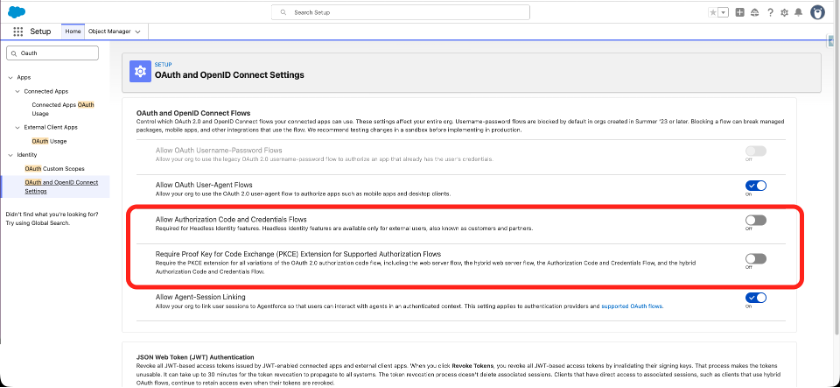 Search Setup
Setup
Home
Object Manager
Oauth
Apps
Connected Apps
Connected Apps OAuth
Usage
External Client Apps
OAuth Usage
Identity
OAuth Custom Scopes
OAuth and OpenID Connect
Settings
Didn't find what you're looking for?
Try using Global Search.
SETUP
OAuth and OpenID Connect Settings
OAuth and OpenID Connect Flows
Control which OAuth 2.0 and OpenID Connect flows your connected apps can use. These settings affect your entire org. Username-password flows are blocked by default in orgs created in Summer '23 or later. Blocking a flow can break managed
packages, mobile apps, and other integrations that use the flow. We recommend testing changes in a sandbox before implementing in production.
Allow OAuth Username-Password Flows
Allow your org to use the legacy OAuth 2.0 username-password flow to authorize an app that already has the user's credentials.
Off
Allow OAuth User-Agent Flows
Allow your org to use the OAuth 2.0 user-agent flow to authorize apps such as mobile apps and desktop clients.
On
Allow Authorization Code and Credentials Flows
Required for Headless Identity features. Headless Identity features are available only for external users, also known as customers and partners.
Off
Require Proof Key for Code Exchange (PKCE) Extension for Supported Authorization Flows
Require the PKCE extension for all variations of the OAuth 2.0 authorization code flow, including the web server flow, the hybrid web server flow, the Authorization Code and Credentials Flow, and the hybrid
Authorization Code and Credentials Flow.
Off
Allow Agent-Session Linking
Allow your org to link user sessions to Agentforce so that users can interact with agents in an authenticated context. This setting applies to authentication providers and supported OAuth flows.
On
JSON Web Token (JWT) Authentication
Revoke all JWT-based access tokens issued by JWT-enabled connected apps and external client apps. When you click Revoke Tokens, you revoke all JWT-based access tokens by invalidating their signing keys. That process makes the tokens
unusable. It can take up to 30 minutes for the token revocation to propagate to all systems. The token revocation process doesn't delete associated sessions. Clients that have direct access to associated sessions, such as clients that use hybrid
OAuth flows, continue to retain access even when their tokens are revoked.